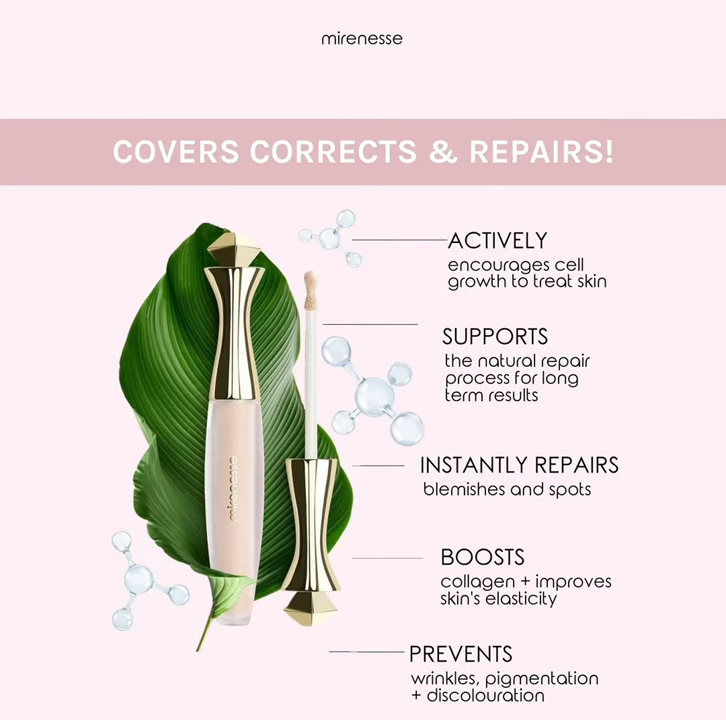 mirenesse
COVERS CORRECTS & REPAIRS!
ACTIVELY
encourages cell
growth to treat skin
SUPPORTS
the natural repair
process for long
term results
INSTANTLY REPAIRS
blemishes and spots
BOOSTS
collagen + improves
skin's elasticity
PREVENTS
wrinkles, pigmentation
+ discolouration
mirenesse